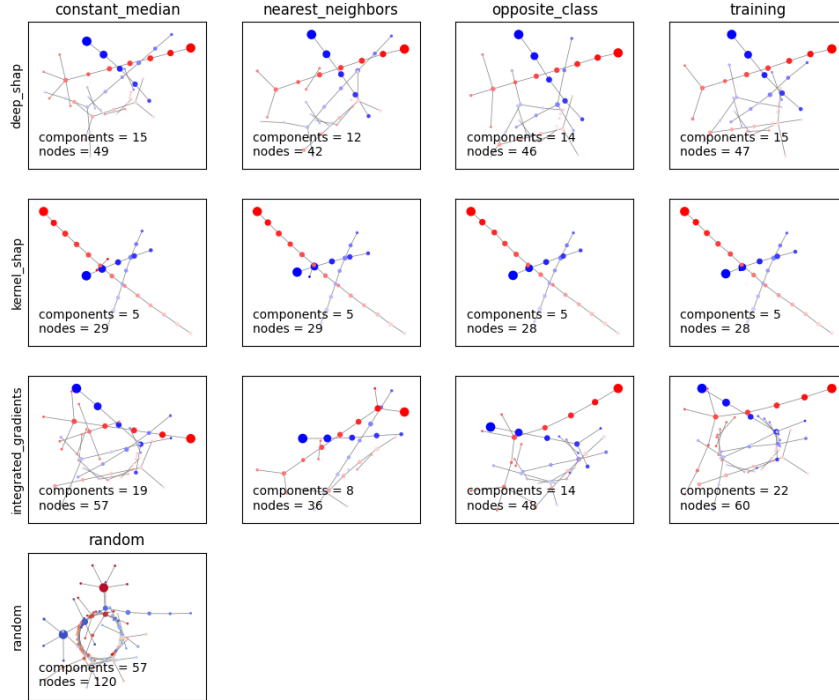 constant_median
nearest_neighbors
opposite_class
training
deep_shap
components = 15
nodes = 49
components = 12
nodes = 42
components = 14
nodes = 46
components = 15
nodes = 47
kernel_shap
components = 5
nodes = 29
components = 5
nodes = 29
components = 5
nodes = 28
components = 5
nodes = 28
integrated_gradients
components = 19
nodes = 57
components = 8
nodes = 36
components = 14
nodes = 48
components = 22
nodes = 60
random
random
components = 57
nodes = 120